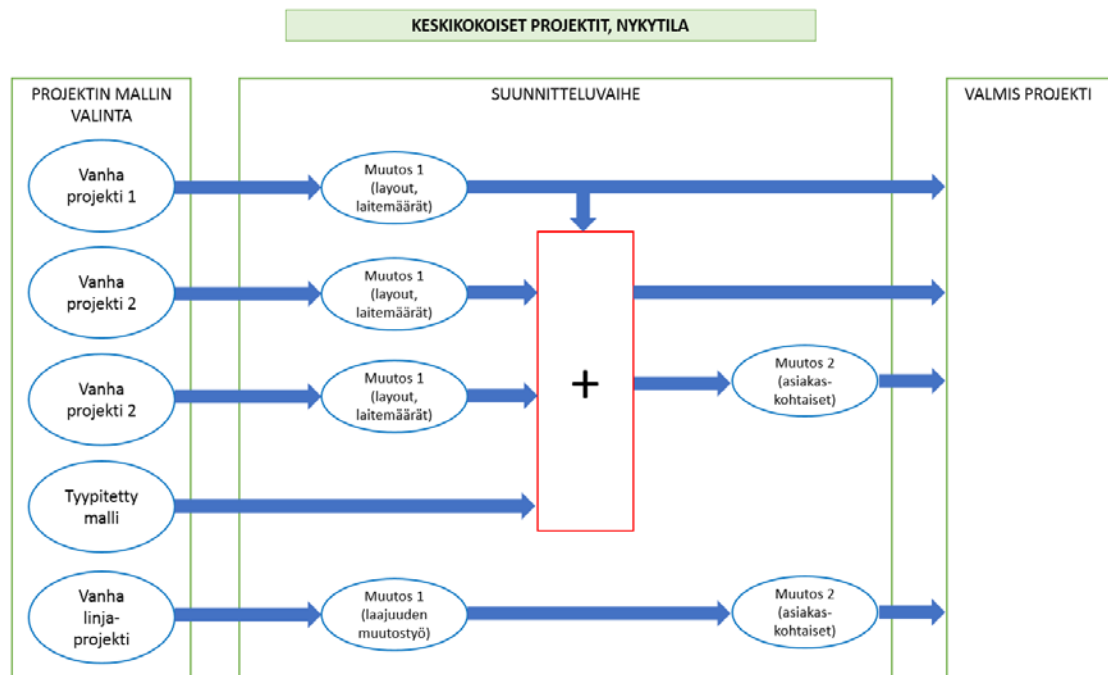 KESKIKOKOISET PROJEKTIT, NYKYTILA
PROJEKTIN MALLIN
VALINTA
SUUNNITTELUVAIHE
VALMIS PROJEKTI
Vanha
projekti 1
Muutos 1
(layout,
laitemäärät)
Vanha
projekti 2
Muutos 1
(layout,
laitemäärät)
Vanha
projekti 2
Muutos 1
(layout,
laitemäärät)
+
Muutos 2
(asiakas-
kohtaiset)
Tyypitetty
malli
Vanha
linja-
projekti
Muutos 1
(laajuuden
muutostyö)
Muutos 2
(asiakas-
kohtaiset)